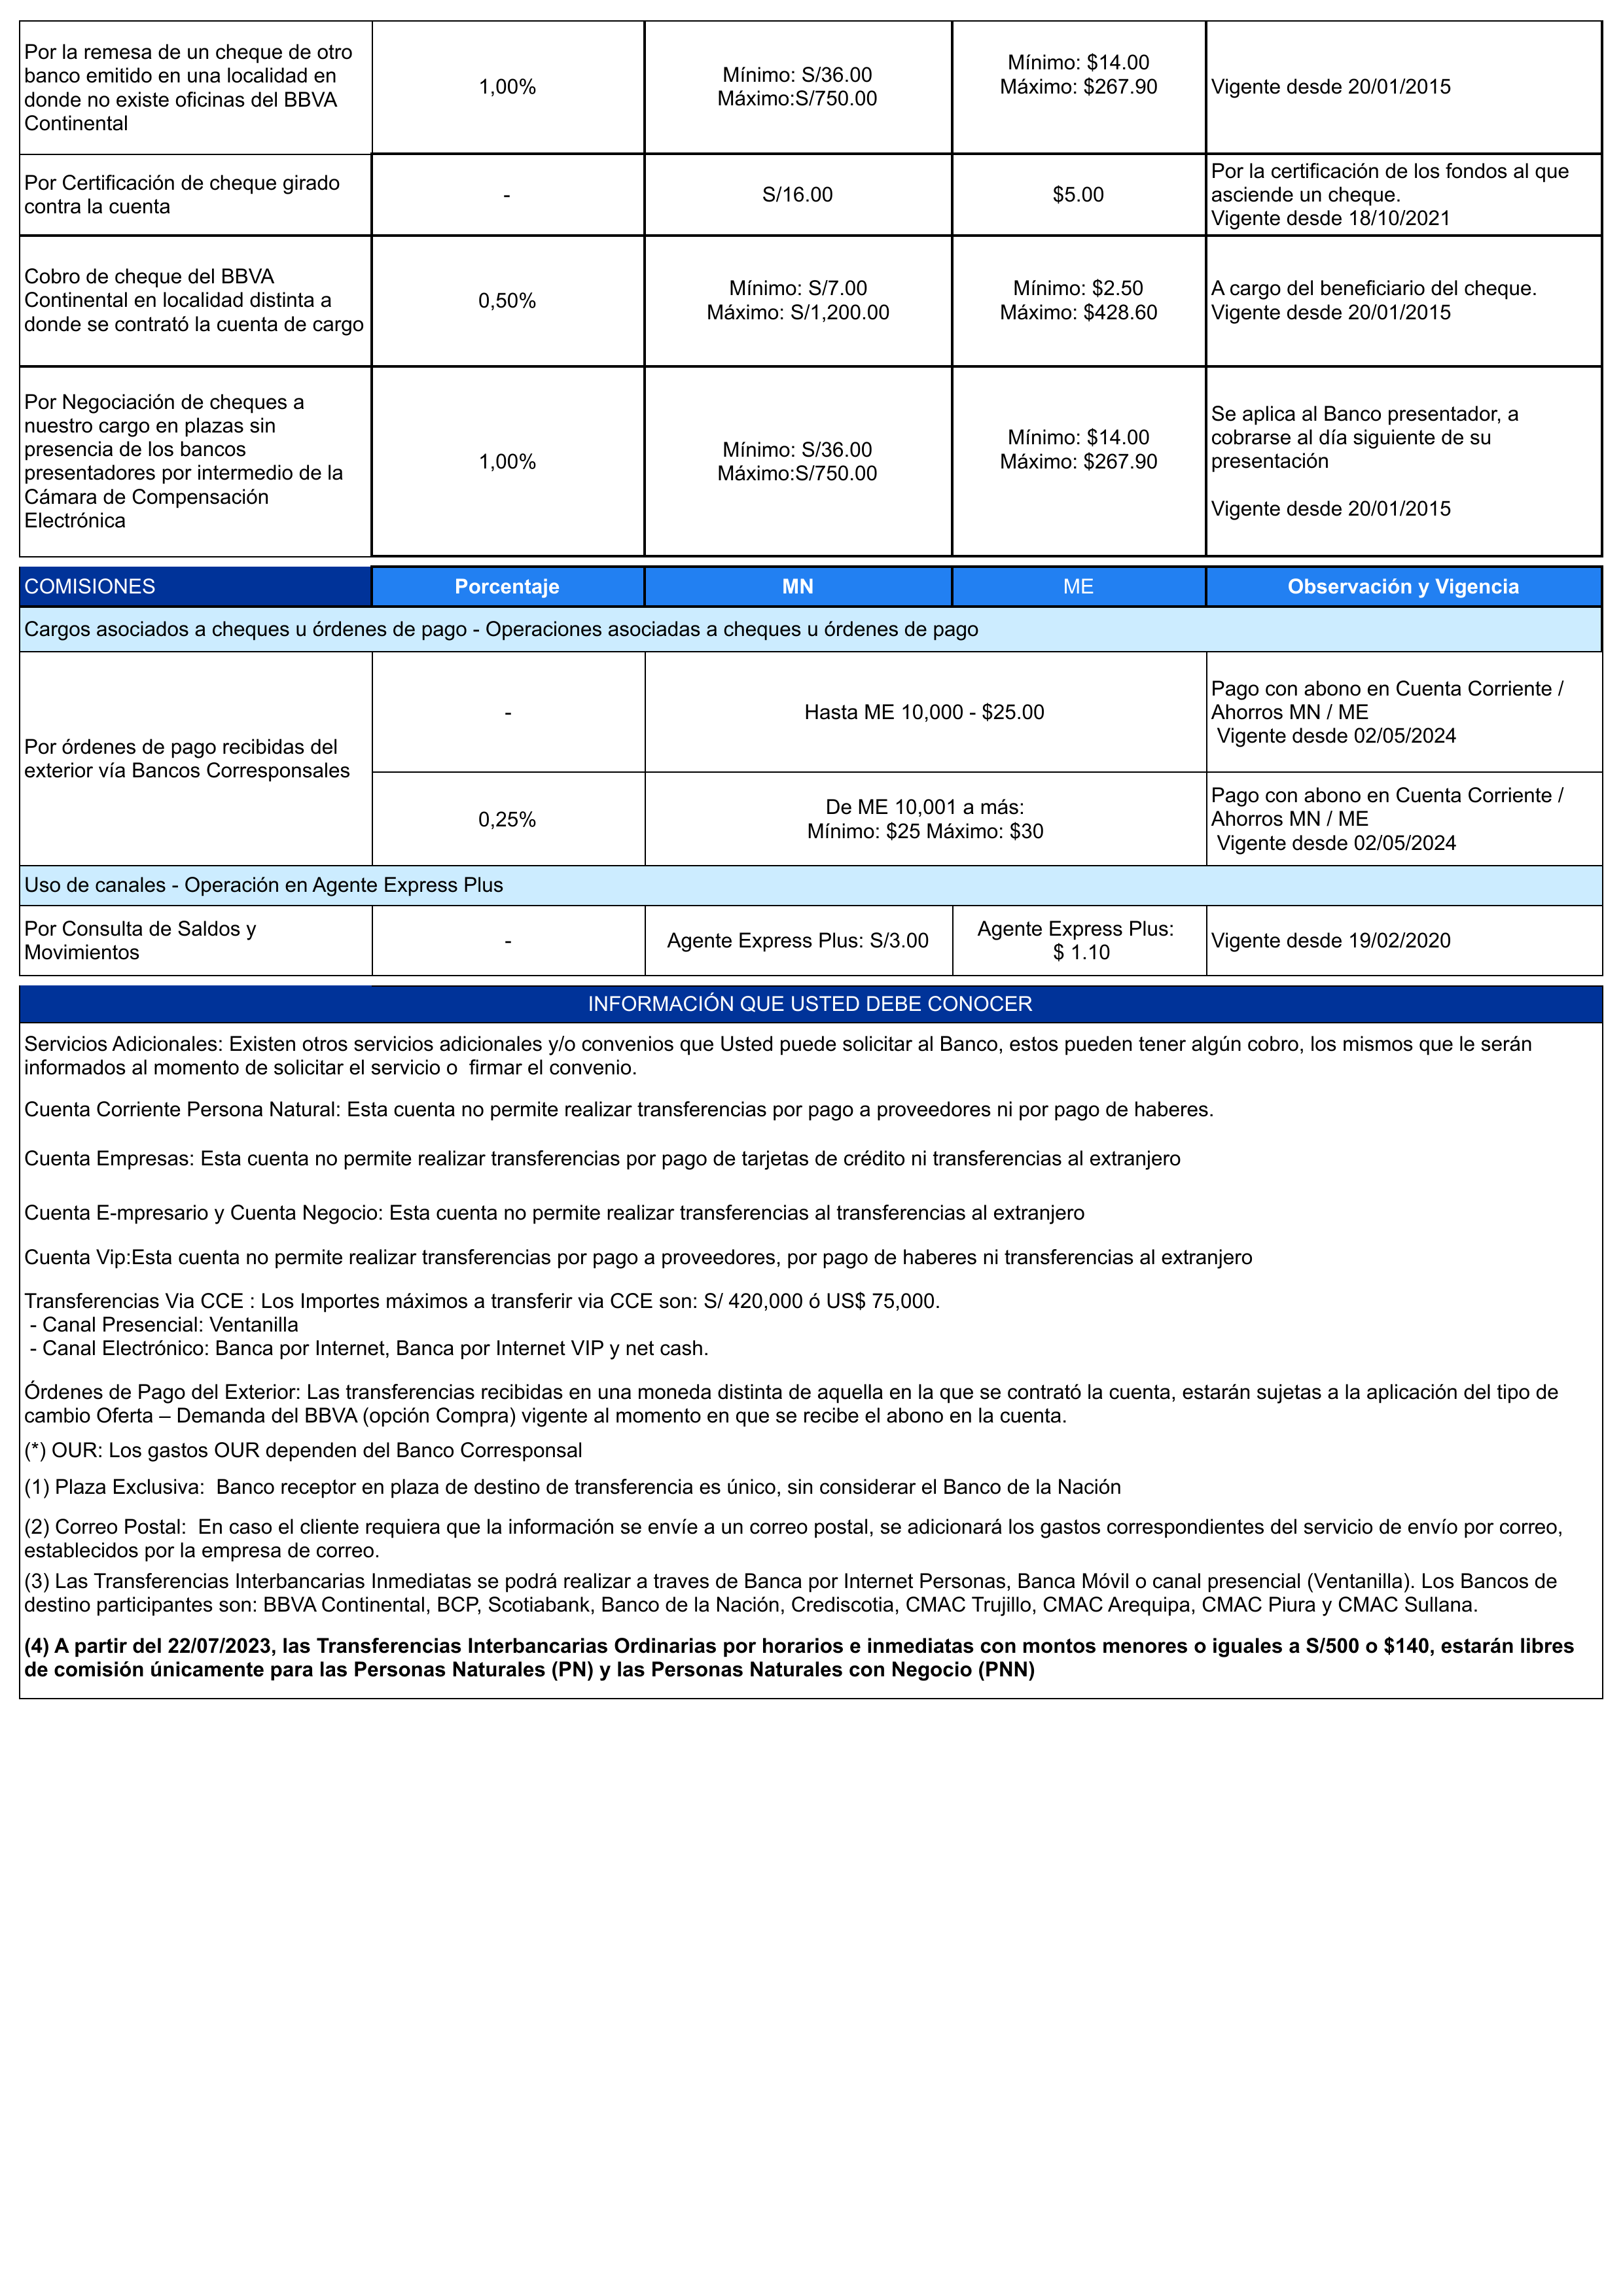 Por la remesa de un cheque de otro
banco emitido en una localidad en
donde no existe oficinas del BBVA
Continental
1,00%
Mínimo: S/36.00
Máximo:S/750.00
Mínimo: $14.00
Máximo: $267.90
Vigente desde 20/01/2015
Por Certificación de cheque girado
contra la cuenta
-
S/16.00
$5.00
Por la certificación de los fondos al que
asciende un cheque.
Vigente desde 18/10/2021
Cobro de cheque del BBVA
Continental en localidad distinta a
donde se contrató la cuenta de cargo
0,50%
Mínimo: S/7.00
Máximo: S/1,200.00
Mínimo: $2.50
Máximo: $428.60
A cargo del beneficiario del cheque.
Vigente desde 20/01/2015
Por Negociación de cheques a
nuestro cargo en plazas sin
presencia de los bancos
presentadores por intermedio de la
Cámara de Compensación
Electrónica
1,00%
Mínimo: S/36.00
Máximo:S/750.00
Mínimo: $14.00
Máximo: $267.90
Se aplica al Banco presentador, a
cobrarse al día siguiente de su
presentación
Vigente desde 20/01/2015
COMISIONES
Porcentaje
MN
ME
Observación y Vigencia
Cargos asociados a cheques u órdenes de pago - Operaciones asociadas a cheques u órdenes de pago
Por órdenes de pago recibidas del
exterior vía Bancos Corresponsales
-
Hasta ME 10,000 - $25.00
Pago con abono en Cuenta Corriente /
Ahorros MN / ME
Vigente desde 02/05/2024
0,25%
De ME 10,001 a más:
Mínimo: $25 Máximo: $30
Pago con abono en Cuenta Corriente /
Ahorros MN / ME
Vigente desde 02/05/2024
Uso de canales - Operación en Agente Express Plus
Por Consulta de Saldos y
Movimientos
-
Agente Express Plus: S/3.00
Agente Express Plus:
$ 1.10
Vigente desde 19/02/2020
INFORMACIÓN QUE USTED DEBE CONOCER
Servicios Adicionales: Existen otros servicios adicionales y/o convenios que Usted puede solicitar al Banco, estos pueden tener algún cobro, los mismos que le serán
informados al momento de solicitar el servicio o  firmar el convenio.
Cuenta Corriente Persona Natural: Esta cuenta no permite realizar transferencias por pago a proveedores ni por pago de haberes.
Cuenta Empresas: Esta cuenta no permite realizar transferencias por pago de tarjetas de crédito ni transferencias al extranjero
Cuenta E-mpresario y Cuenta Negocio: Esta cuenta no permite realizar transferencias al transferencias al extranjero
Cuenta Vip:Esta cuenta no permite realizar transferencias por pago a proveedores, por pago de haberes ni transferencias al extranjero
Transferencias Via CCE : Los Importes máximos a transferir via CCE son: S/ 420,000 ó US$ 75,000.
- Canal Presencial: Ventanilla
- Canal Electrónico: Banca por Internet, Banca por Internet VIP y net cash.
Órdenes de Pago del Exterior: Las transferencias recibidas en una moneda distinta de aquella en la que se contrató la cuenta, estarán sujetas a la aplicación del tipo de
cambio Oferta – Demanda del BBVA (opción Compra) vigente al momento en que se recibe el abono en la cuenta.
(*) OUR: Los gastos OUR dependen del Banco Corresponsal
(1) Plaza Exclusiva:  Banco receptor en plaza de destino de transferencia es único, sin considerar el Banco de la Nación
(2) Correo Postal:  En caso el cliente requiera que la información se envíe a un correo postal, se adicionará los gastos correspondientes del servicio de envío por correo,
establecidos por la empresa de correo.
(3) Las Transferencias Interbancarias Inmediatas se podrá realizar a traves de Banca por Internet Personas, Banca Móvil o canal presencial (Ventanilla). Los Bancos de
destino participantes son: BBVA Continental, BCP, Scotiabank, Banco de la Nación, Crediscotia, CMAC Trujillo, CMAC Arequipa, CMAC Piura y CMAC Sullana.
(4) A partir del 22/07/2023, las Transferencias Interbancarias Ordinarias por horarios e inmediatas con montos menores o iguales a S/500 o $140, estarán libres
de comisión únicamente para las Personas Naturales (PN) y las Personas Naturales con Negocio (PNN)